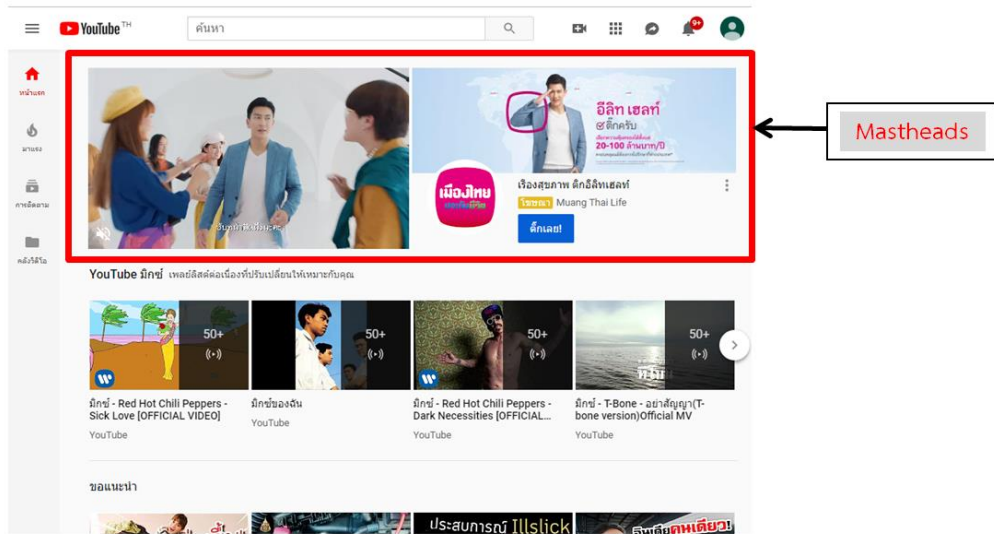 YouTube TH
ค้นหา
9+
หน้าแรก
มาแรง
การติดตาม
คลังวิดีโอ
อีลิท เฮลท์
ติ๊กครับ
20-100 ล้านบาท/ปี
เมืองไทย
ประกันชีวิต
เรื่องสุขภาพ ติ๊กอีลิทเฮลท์
โฆษณา Muang Thai Life
ติ๊กเลย!
Mastheads
YouTube มิกซ์ เพลย์ลิสต์ต่อเนื่องที่ปรับเปลี่ยนให้เหมาะกับคุณ
50+
50+
50+
50+
มิกซ์ - Red Hot Chili Peppers -
Sick Love [OFFICIAL VIDEO]
YouTube
มิกซ์ของฉัน
YouTube
มิกซ์ - Red Hot Chili Peppers -
Dark Necessities [OFFICIAL...
YouTube
มิกซ์ - T-Bone - อย่าสัญญา(T-
bone version)Official MV
YouTube
ขอแนะนำ
ประสบการณ์ Illslick